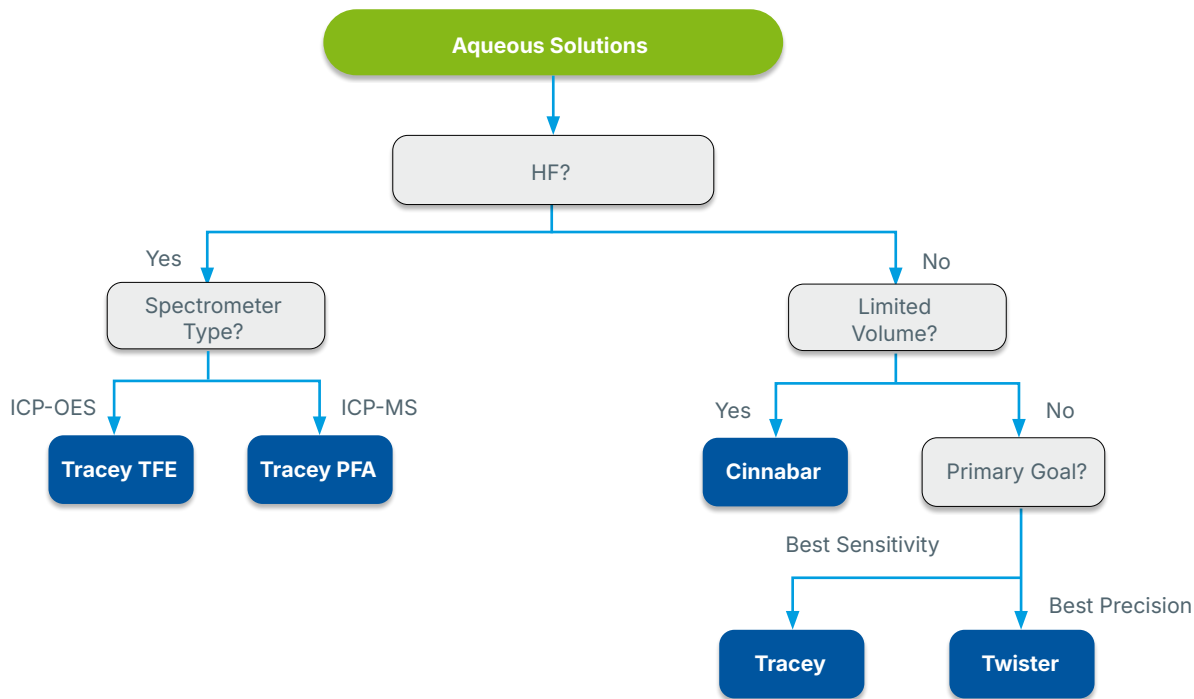 Aqueous Solutions
HF?
Yes
No
Spectrometer
Type?
Limited
Volume?
ICP-OES
ICP-MS
Yes
No
Tracey TFE
Tracey PFA
Cinnabar
Primary Goal?
Best Sensitivity
Best Precision
Tracey
Twister